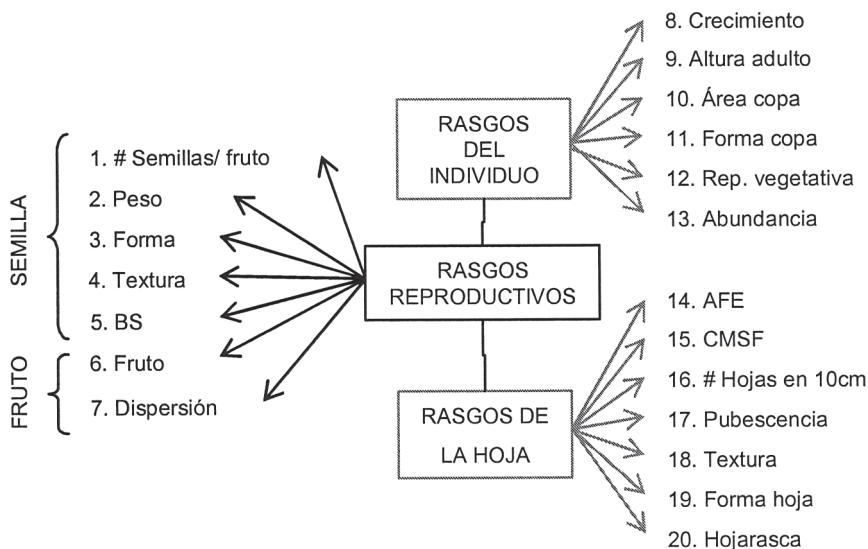 SEMILLA
1. # Semillas/ fruto
2. Peso
3. Forma
4. Textura
5. BS
FRUTO
6. Fruto
7. Dispersión
RASGOS
DEL
INDIVIDUO
RASGOS
REPRODUCTIVOS
RASGOS DE
LA HOJA
8. Crecimiento
9. Altura adulto
10. Área copa
11. Forma copa
12. Rep. vegetativa
13. Abundancia
14. AFE
15. CMSF
16. # Hojas en 10cm
17. Pubescencia
18. Textura
19. Forma hoja
20. Hojarasca